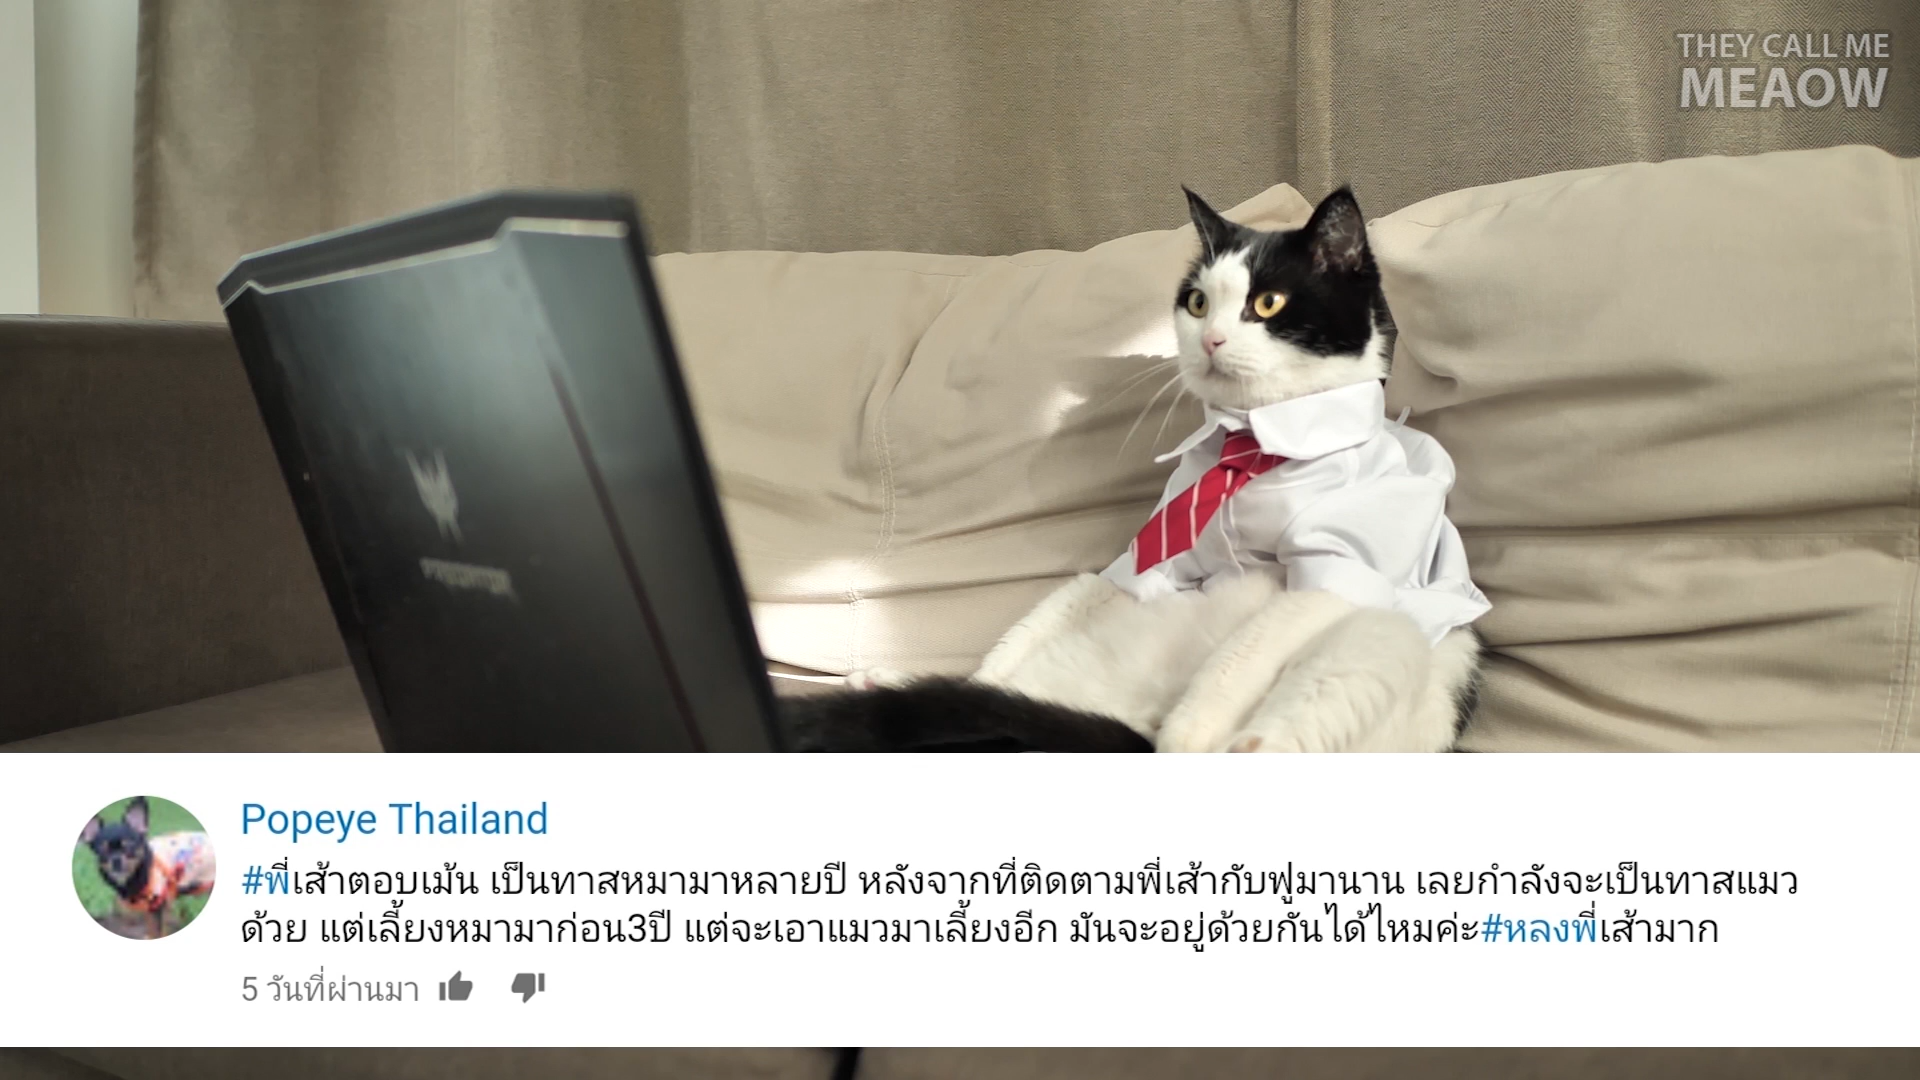 THEY CALL ME
MEAOW
PREDATOR
Popeye Thailand
#พี่เส้าตอบเม้น เป็นทาสหมามาหลายปี หลังจากที่ติดตามพี่เส้ากับฟูมานาน เลยกำลังจะเป็นทาสแมว
ด้วย แต่เลี้ยงหมามาก่อน3ปี แต่จะเอาแมวมาเลี้ยงอีก มันจะอยู่ด้วยกันได้ไหมค่ะ#หลงพี่เส้ามาก
5 วันที่ผ่านมา